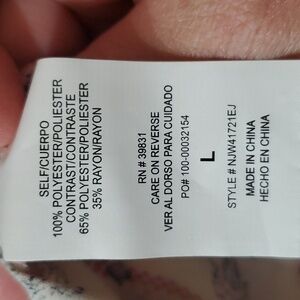 SELF/CUERPO
100% POLYESTER/POLIESTER
CONTRAST/CONTRASTE
65% POLYESTER/POLIESTER
35% RAYON/RAYON
RN # 39831
CARE ON REVERSE
VER AL DORSO PARA CUIDADO
PO# 100-00032154
L
STYLE # NJW41721EJ
MADE IN CHINA
HECHO EN CHINA